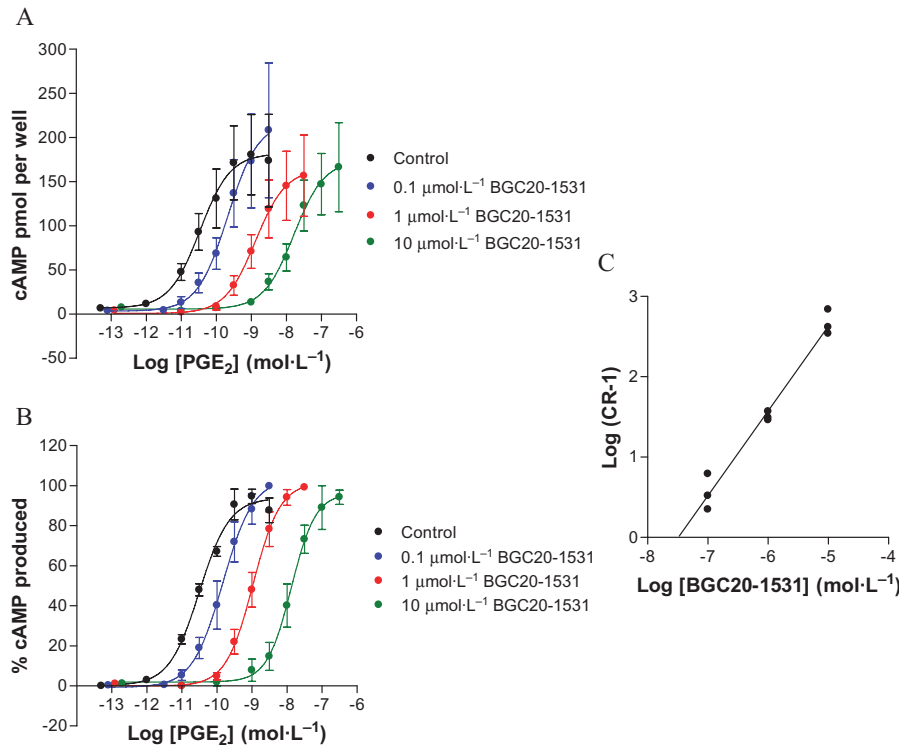 A
300
250
200
150
100
50
0
-50
cAMP pmol per well
-13 -12 -11 -10 -9 -8 -7 -6
Log [PGE₂] (mol·L⁻¹)
Control
0.1 μmol·L⁻¹ BGC20-1531
1 μmol·L⁻¹ BGC20-1531
10 μmol·L⁻¹ BGC20-1531
B
120
100
80
60
40
20
0
-20
% cAMP produced
-13 -12 -11 -10 -9 -8 -7 -6
Log [PGE₂] (mol·L⁻¹)
Control
0.1 μmol·L⁻¹ BGC20-1531
1 μmol·L⁻¹ BGC20-1531
10 μmol·L⁻¹ BGC20-1531
C
3
2
1
0
Log (CR-1)
-8 -7 -6 -5 -4
Log [BGC20-1531] (mol·L⁻¹)